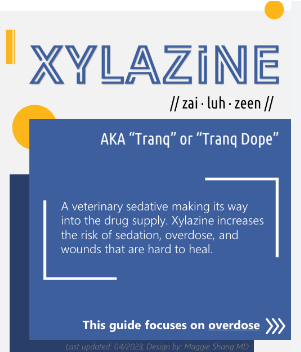 XYLAZiNE
// zai · luh · zeen //
AKA “Tranq” or “Tranq Dope”
A veterinary sedative making its way
into the drug supply. Xylazine increases
the risk of sedation, overdose, and
wounds that are hard to heal.
This guide focuses on overdose
Last updated: 04/2023; Design by: Maggie Shang MD